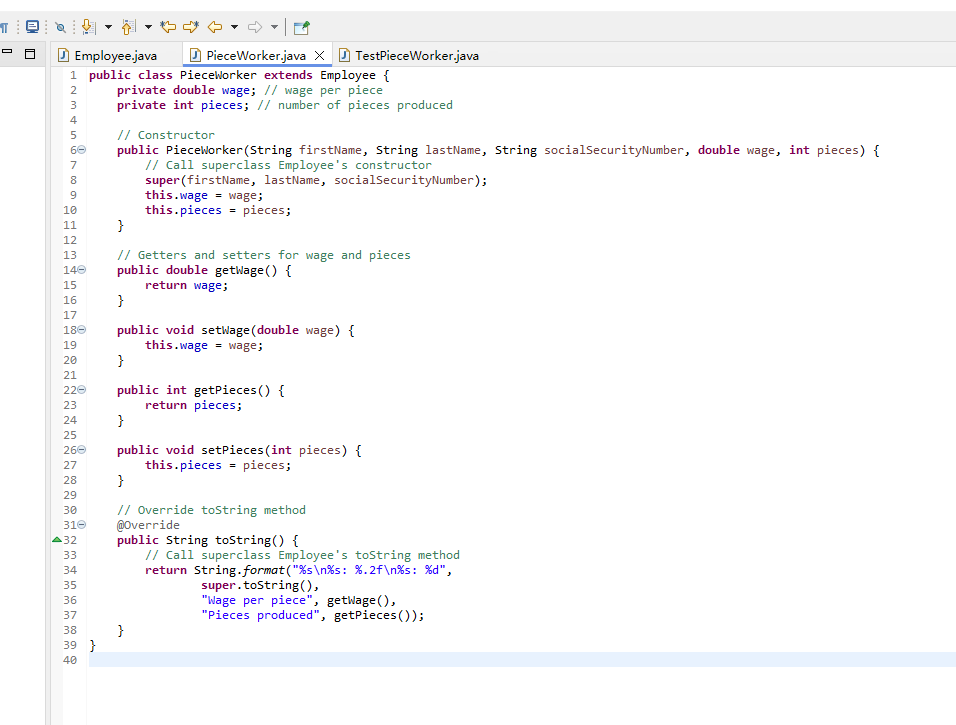 Employee.java PieceWorker.java TestPieceWorker.java
1 public class PieceWorker extends Employee {
2     private double wage; // wage per piece
3     private int pieces; // number of pieces produced
4
5     // Constructor
6     public PieceWorker(String firstName, String lastName, String socialSecurityNumber, double wage, int pieces) {
7         // Call superclass Employee's constructor
8         super(firstName, lastName, socialSecurityNumber);
9         this.wage = wage;
10         this.pieces = pieces;
11     }
12
13     // Getters and setters for wage and pieces
14     public double getWage() {
15         return wage;
16     }
17
18     public void setWage(double wage) {
19         this.wage = wage;
20     }
21
22     public int getPieces() {
23         return pieces;
24     }
25
26     public void setPieces(int pieces) {
27         this.pieces = pieces;
28     }
29
30     // Override toString method
31     @Override
32     public String toString() {
33         // Call superclass Employee's toString method
34         return String.format("%s\n%s: %.2f\n%s: %d",
35                 super.toString(),
36                 "Wage per piece", getWage(),
37                 "Pieces produced", getPieces());
38     }
39 }
40